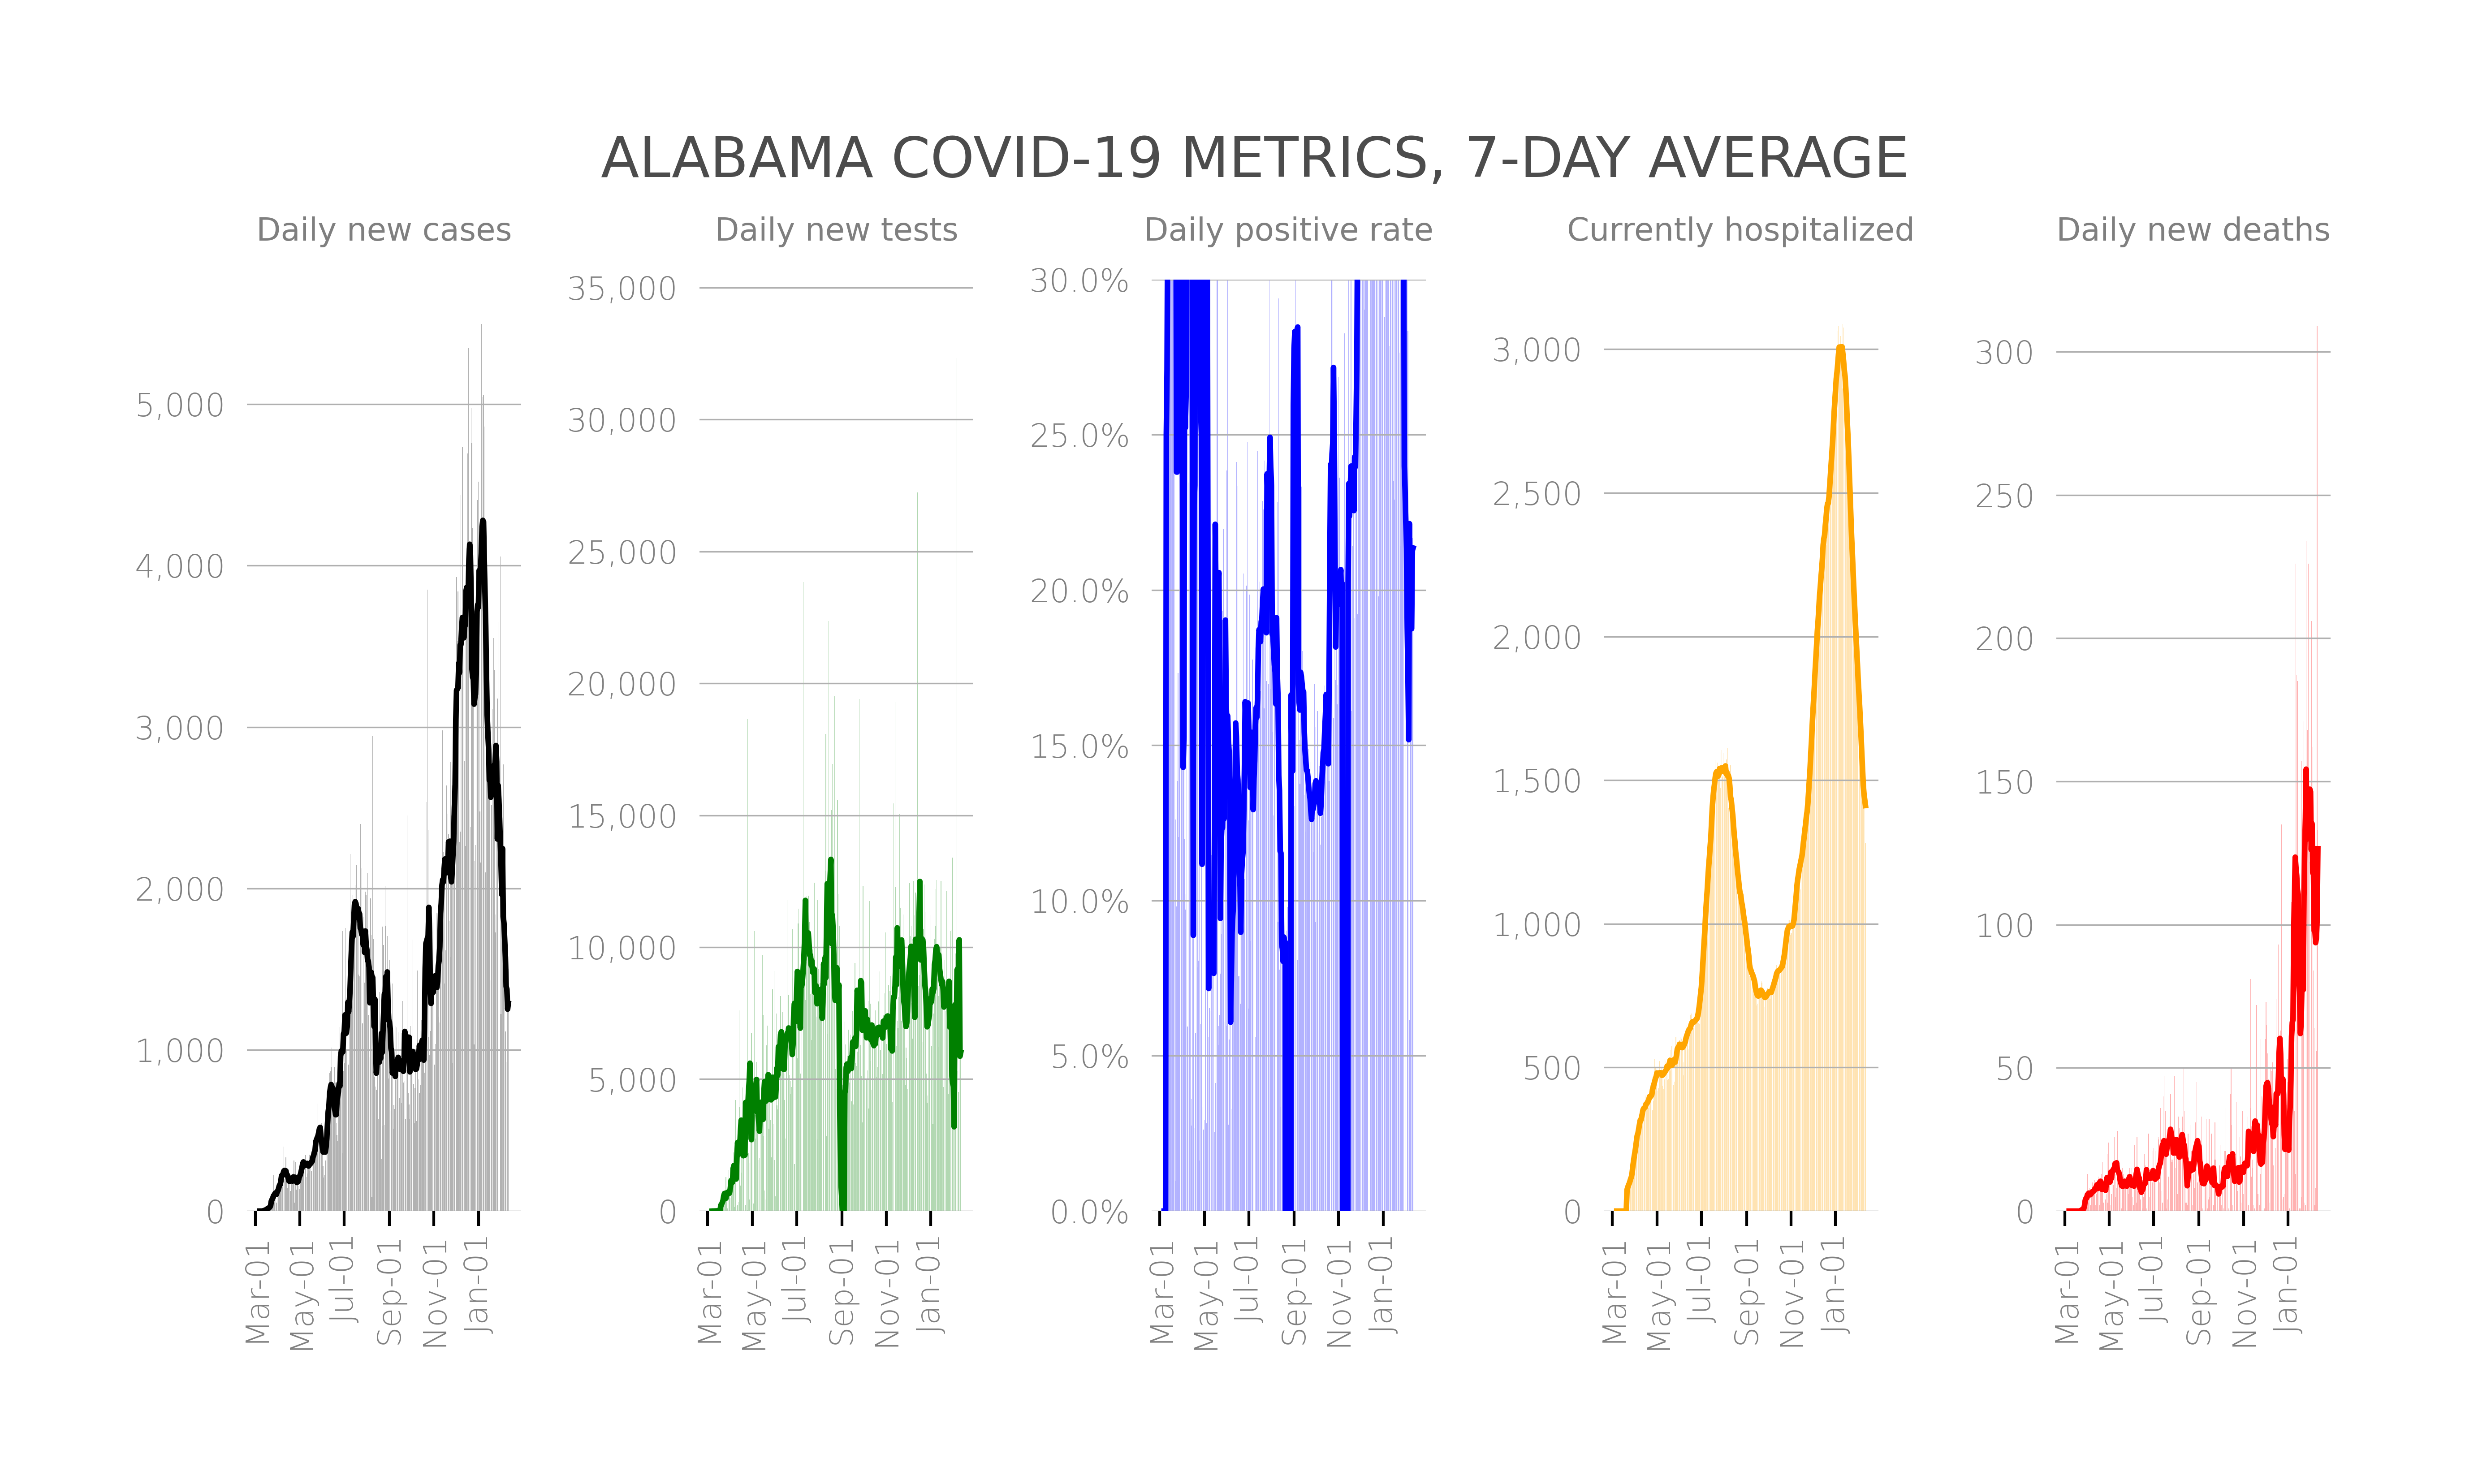 ALABAMA COVID-19 METRICS, 7-DAY AVERAGE
Daily new cases
5,000
4,000
3,000
2,000
1,000
0
Mar-01
May-01
Jul-01
Sep-01
Nov-01
Jan-01
Daily new tests
35,000
30,000
25,000
20,000
15,000
10,000
5,000
0
Mar-01
May-01
Jul-01
Sep-01
Nov-01
Jan-01
Daily positive rate
30.0%
25.0%
20.0%
15.0%
10.0%
5.0%
0.0%
Mar-01
May-01
Jul-01
Sep-01
Nov-01
Jan-01
Currently hospitalized
3,000
2,500
2,000
1,500
1,000
500
0
Mar-01
May-01
Jul-01
Sep-01
Nov-01
Jan-01
Daily new deaths
300
250
200
150
100
50
0
Mar-01
May-01
Jul-01
Sep-01
Nov-01
Jan-01